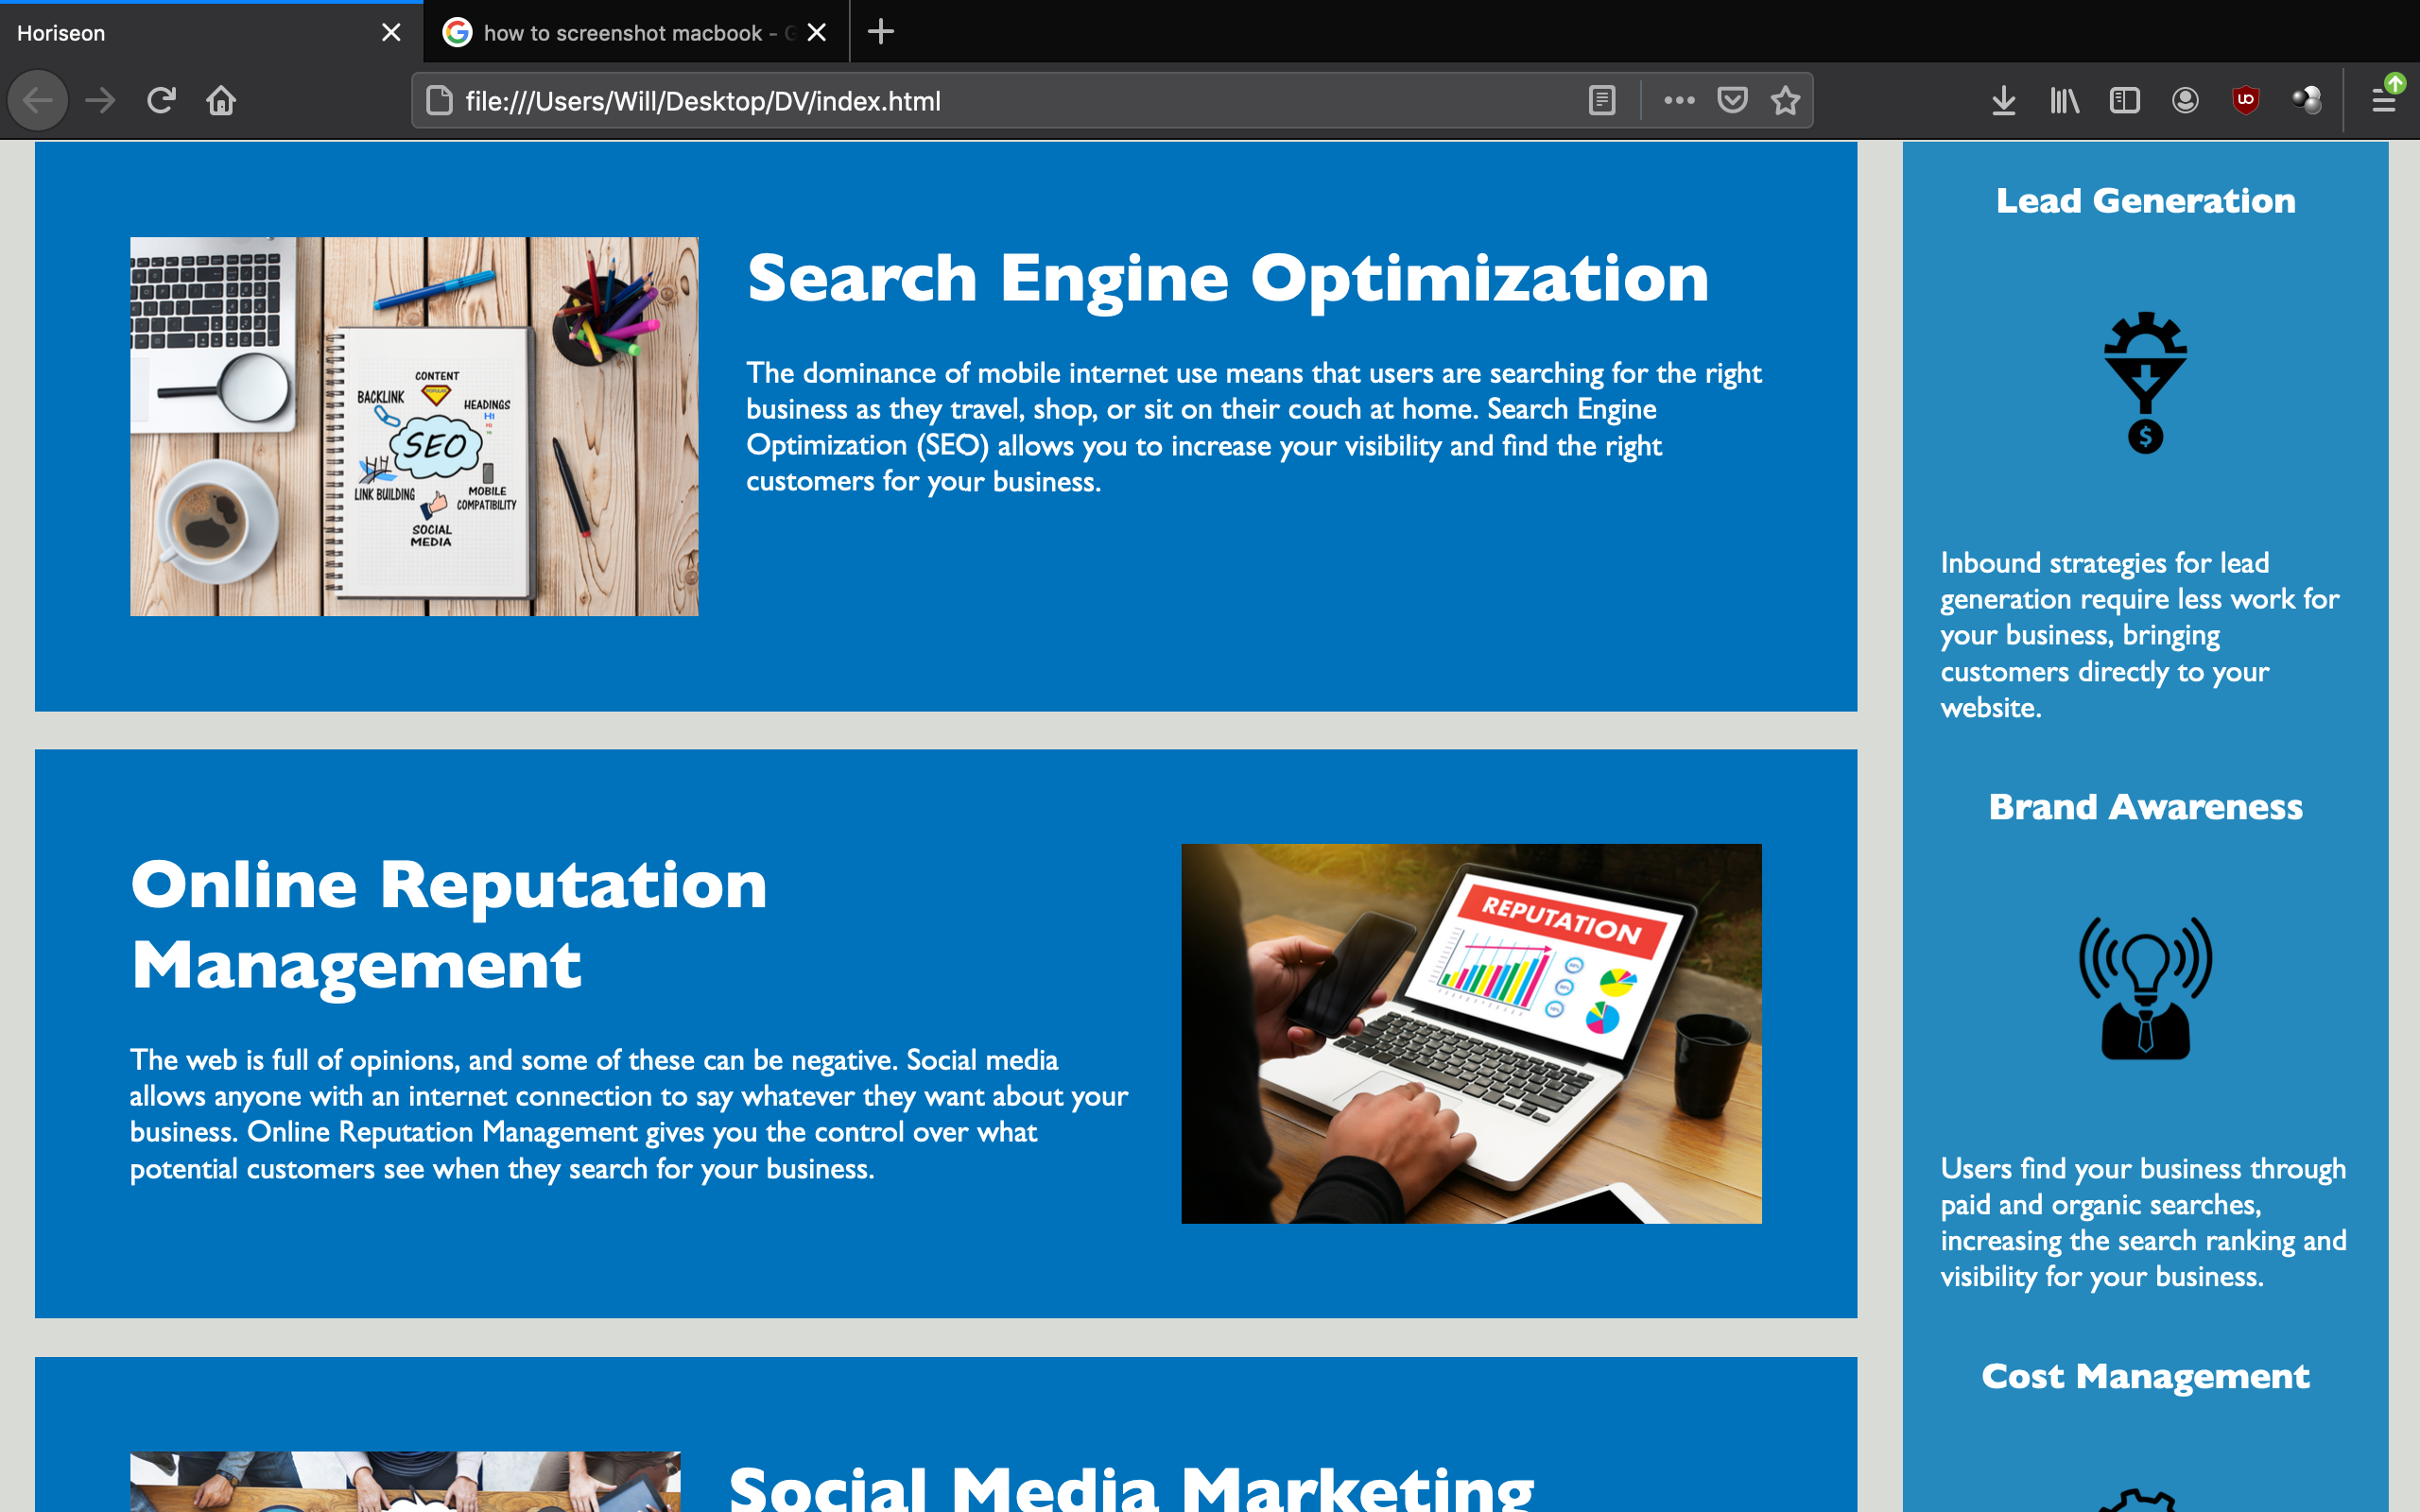 Horiseon
how to screenshot macbook - G
file:///Users/Will/Desktop/DV/index.html
Search Engine Optimization
The dominance of mobile internet use means that users are searching for the right
business as they travel, shop, or sit on their couch at home. Search Engine
Optimization (SEO) allows you to increase your visibility and find the right
customers for your business.
CONTENT
BACKLINK
HEADINGS
H1
SEO
LINK BUILDING
MOBILE
COMPATIBILITY
SOCIAL
MEDIA
Online Reputation
Management
The web is full of opinions, and some of these can be negative. Social media
allows anyone with an internet connection to say whatever they want about your
business. Online Reputation Management gives you the control over what
potential customers see when they search for your business.
REPUTATION
Social Media Marketing
Lead Generation
$
Inbound strategies for lead
generation require less work for
your business, bringing
customers directly to your
website.
Brand Awareness
Users find your business through
paid and organic searches,
increasing the search ranking and
visibility for your business.
Cost Management